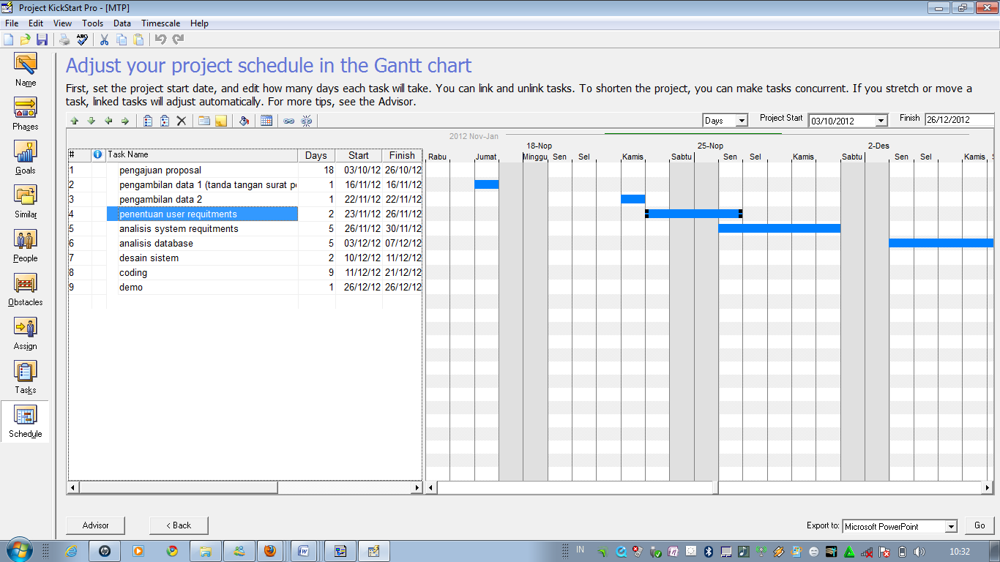 Project KickStart Pro - [MTP]
File Edit View Tools Data Timescale Help
Name
Phases
Goals
Similar
People
Obstacles
Assign
Tasks
Schedule
Adjust your project schedule in the Gantt chart
First, set the project start date, and edit how many days each task will take. You can link and unlink tasks. To shorten the project, you can make tasks concurrent. If you stretch or move a
task, linked tasks will adjust automatically. For more tips, see the Advisor.
Days Project Start 03/10/2012 Finish 26/12/2012
2012 Nov-Jan
18-Nop 25-Nop 2-Des
Rabu Jumat Minggu Sen Sel Kamis Sabtu Sen Sel Kamis Sabtu Sen Sel Kamis S
# Task Name Days Start Finish
1 pengajuan proposal 18 03/10/12 26/10/12
2 pengambilan data 1 (tanda tangan surat pe 1 16/11/12 16/11/12
3 pengambilan data 2 1 22/11/12 22/11/12
4 penentuan user requitments 2 23/11/12 26/11/12
5 analisis system requitments 5 26/11/12 30/11/12
6 analisis database 5 03/12/12 07/12/12
7 desain sistem 2 10/12/12 11/12/12
8 coding 9 11/12/12 21/12/12
9 demo 1 26/12/12 26/12/12
Advisor < Back Export to: Microsoft PowerPoint Go
IN 10:32